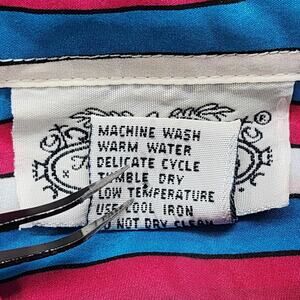 ®
MACHINE WASH
WARM WATER
DELICATE CYCLE
TUMBLE DRY
LOW TEMPERATURE
USE COOL IRON
DO NOT DRY CLEAN